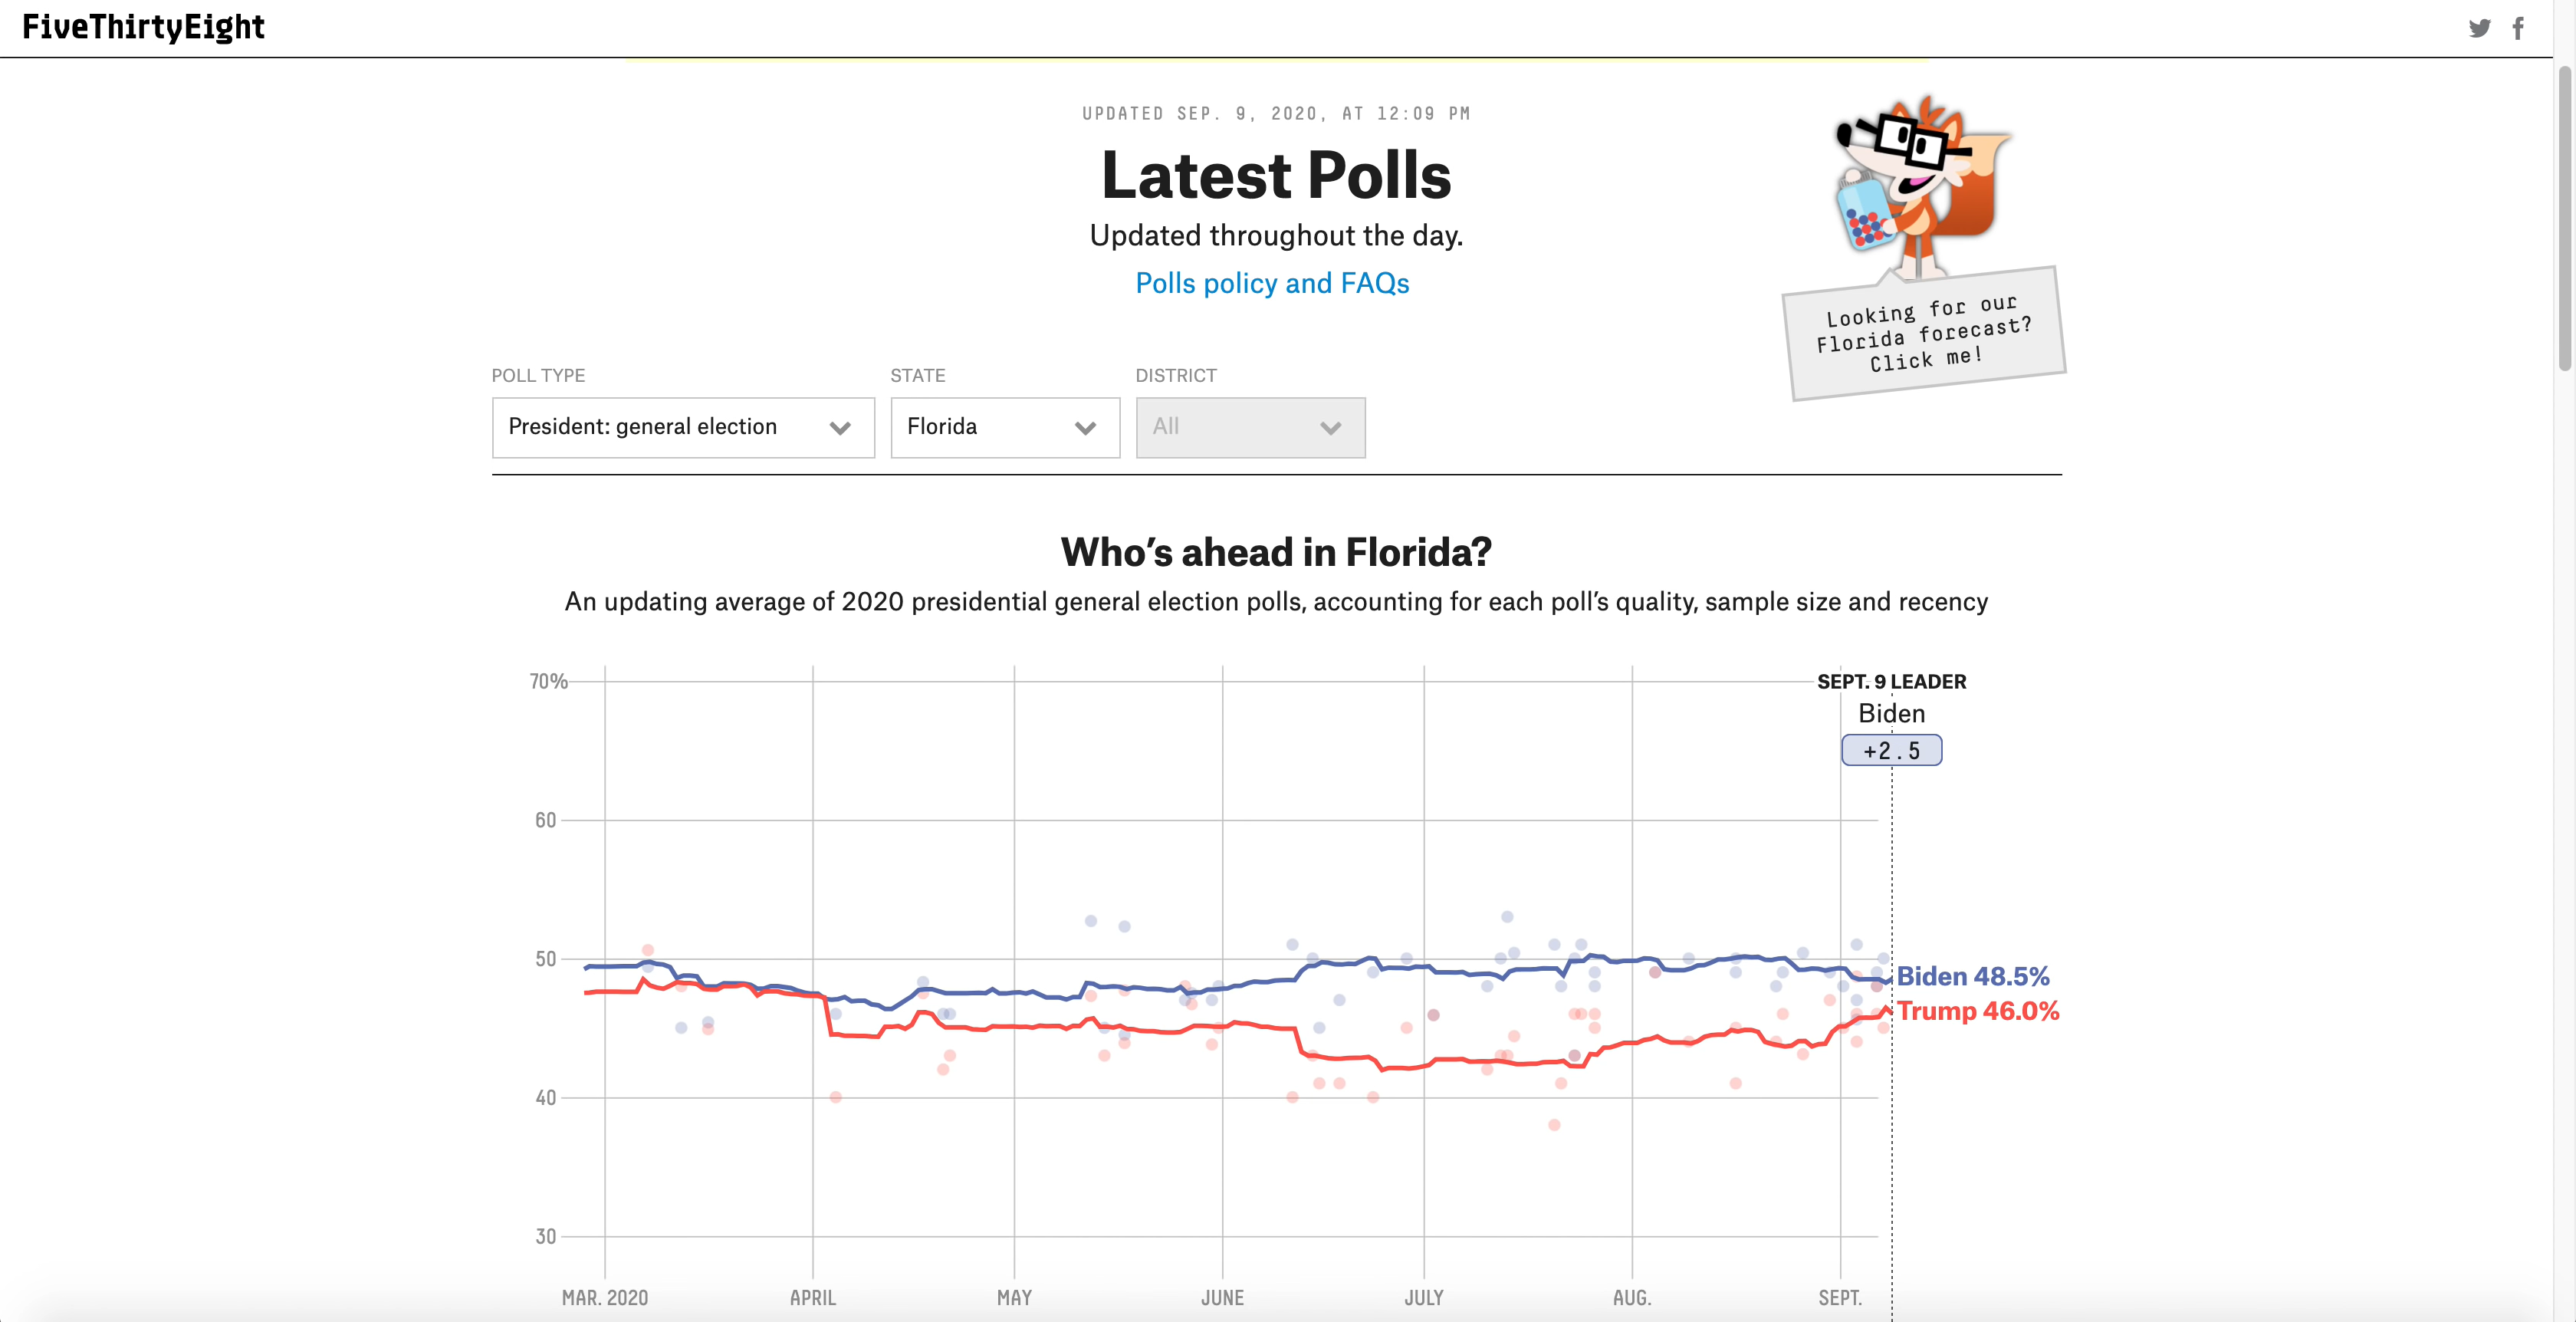 FiveThirtyEight
UPDATED SEP. 9, 2020, AT 12:09 PM
Latest Polls
Updated throughout the day.
Polls policy and FAQs
Looking for our
Florida forecast?
Click me!
POLL TYPE
STATE
DISTRICT
President: general election
Florida
All
Who’s ahead in Florida?
An updating average of 2020 presidential general election polls, accounting for each poll’s quality, sample size and recency
70%
SEPT. 9 LEADER
Biden
+2.5
60
50
Biden 48.5%
Trump 46.0%
40
30
MAR. 2020
APRIL
MAY
JUNE
JULY
AUG.
SEPT.